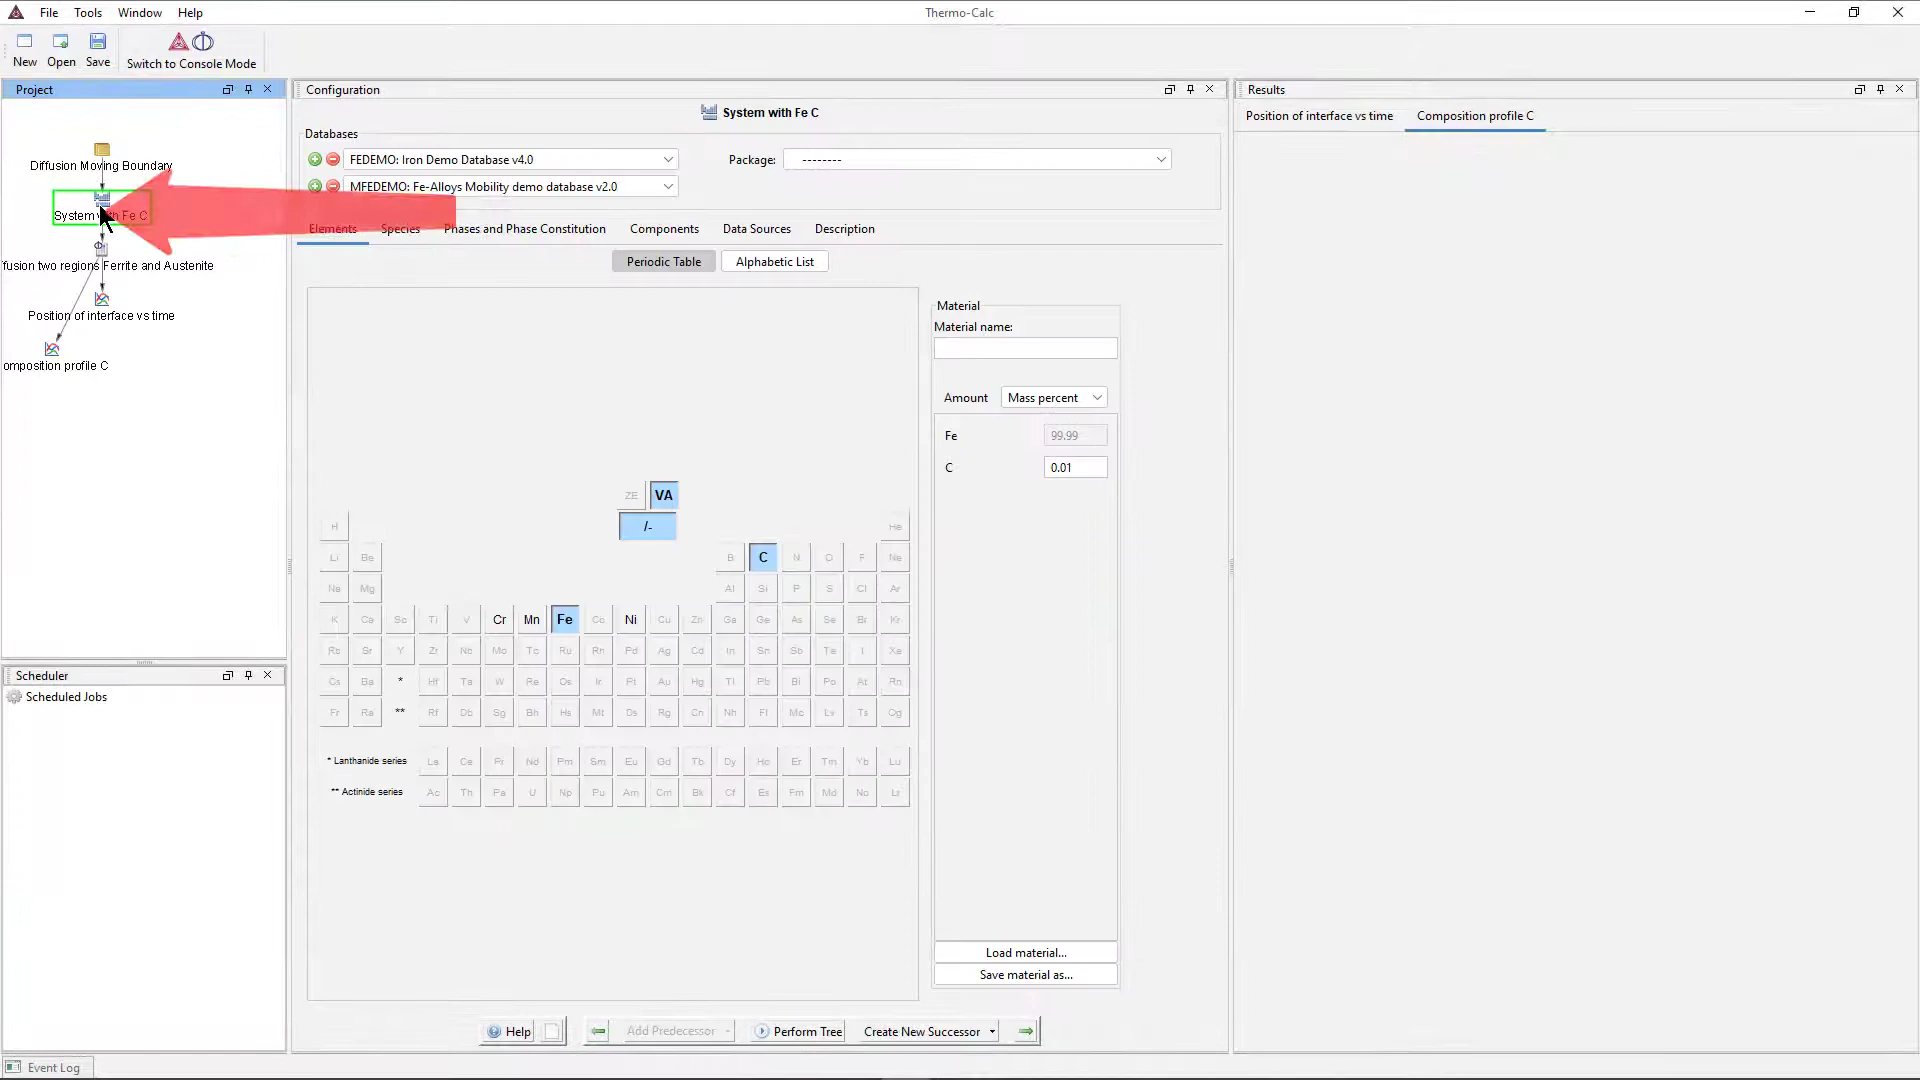 File Tools Window Help
Thermo-Calc
New Open Save Switch to Console Mode
Project
Diffusion Moving Boundary
System with Fe C
fusion two regions Ferrite and Austenite
Position of interface vs time
omposition profile C
Scheduler
Scheduled Jobs
Event Log
Configuration
System with Fe C
Databases
FEDEMO: Iron Demo Database v4.0
Package: --------
MFEDEMO: Fe-Alloys Mobility demo database v2.0
Elements Species Phases and Phase Constitution Components Data Sources Description
Periodic Table Alphabetic List
ZE VA
/-
H He
Li Be B C N O F Ne
Na Mg Al Si P S Cl Ar
K Ca Sc Ti V Cr Mn Fe Co Ni Cu Zn Ga Ge As Se Br Kr
Rb Sr Y Zr Nb Mo Tc Ru Rh Pd Ag Cd In Sn Sb Te I Xe
Cs Ba * Hf Ta W Re Os Ir Pt Au Hg Tl Pb Bi Po At Rn
Fr Ra ** Rf Db Sg Bh Hs Mt Ds Rg Cn Nh Fl Mc Lv Ts Og
* Lanthanide series La Ce Pr Nd Pm Sm Eu Gd Tb Dy Ho Er Tm Yb Lu
** Actinide series Ac Th Pa U Np Pu Am Cm Bk Cf Es Fm Md No Lr
Material
Material name:
Amount Mass percent
Fe 99.99
C 0.01
Load material...
Save material as...
Help Add Predecessor Perform Tree Create New Successor
Results
Position of interface vs time Composition profile C